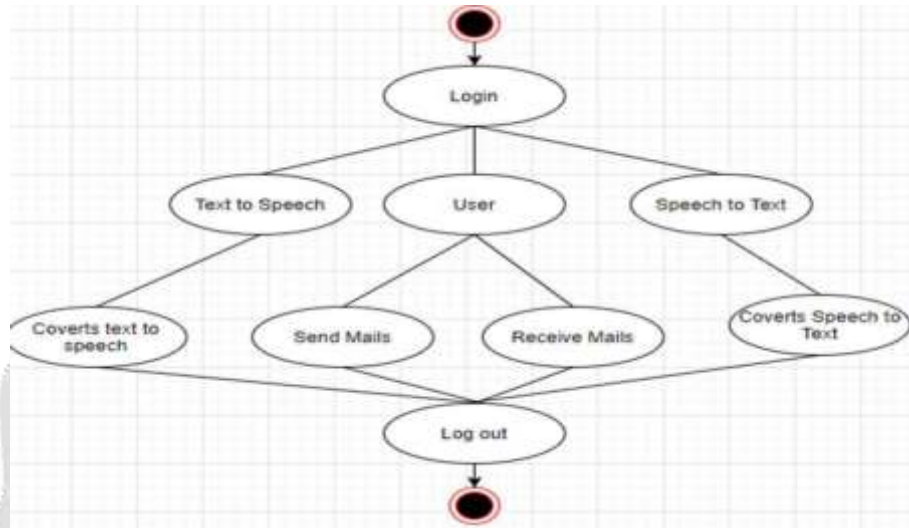 Login
Text to Speech
User
Speech to Text
Coverts text to
speech
Send Mails
Receive Mails
Coverts Speech to
Text
Log out